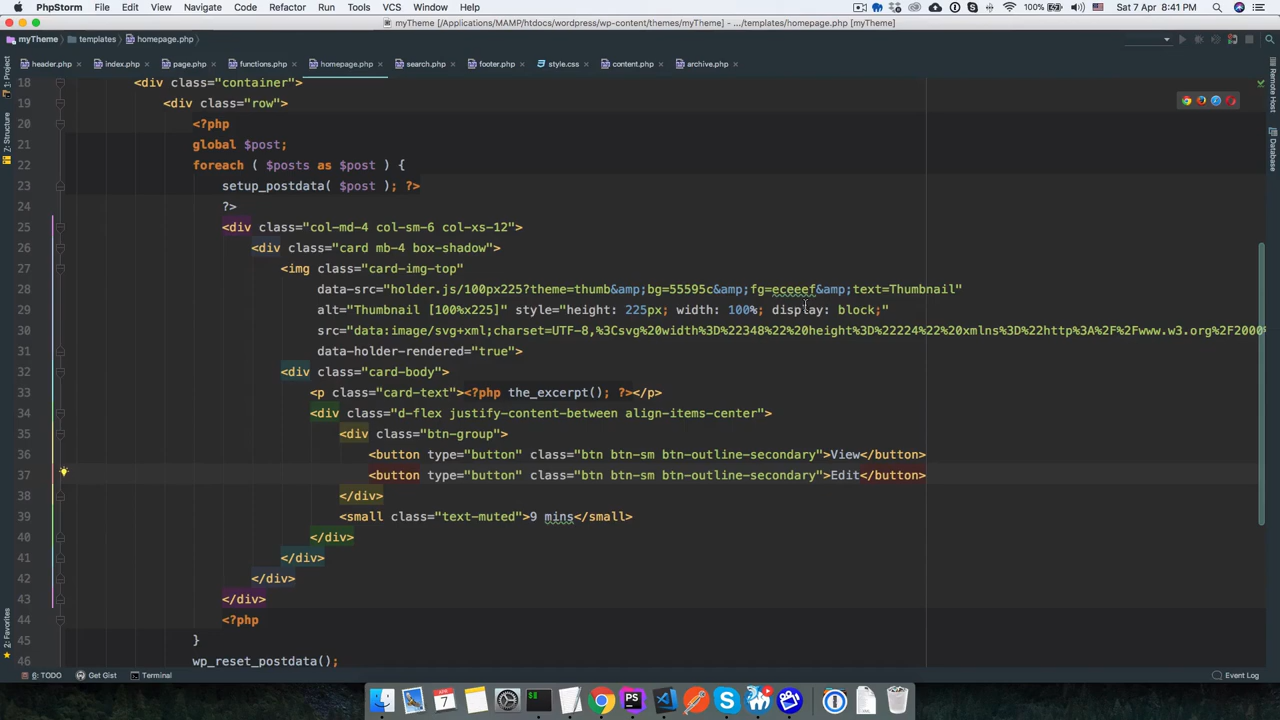 PhpStorm File Edit View Navigate Code Refactor Run Tools VCS Window Help 100% U.S. Sat 7 Apr 8:41 PM
myTheme [/Applications/MAMP/htdocs/wordpress/wp-content/themes/myTheme] - .../templates/homepage.php [myTheme]
myTheme templates homepage.php
header.php index.php page.php functions.php homepage.php search.php footer.php style.css content.php archive.php
1: Project
Z: Structure
2: Favorites
Remote Host
Database
18 <div class="container">
19 <div class="row">
20 <?php
21 global $post;
22 foreach ( $posts as $post ) {
23 setup_postdata( $post ); ?>
24 ?>
25 <div class="col-md-4 col-sm-6 col-xs-12">
26 <div class="card mb-4 box-shadow">
27 <img class="card-img-top"
28 data-src="holder.js/100px225?theme=thumb&amp;bg=55595c&amp;fg=eceeef&amp;text=Thumbnail"
29 alt="Thumbnail [100%x225]" style="height: 225px; width: 100%; display: block;"
30 src="data:image/svg+xml;charset=UTF-8,%3Csvg%20width%3D%22348%22%20height%3D%22224%22%20xmlns%3D%22http%3A%2F%2Fwww.w3.org%2F2000%
31 data-holder-rendered="true">
32 <div class="card-body">
33 <p class="card-text"><?php the_excerpt(); ?></p>
34 <div class="d-flex justify-content-between align-items-center">
35 <div class="btn-group">
36 <button type="button" class="btn btn-sm btn-outline-secondary">View</button>
37 <button type="button" class="btn btn-sm btn-outline-secondary">Edit</button>
38 </div>
39 <small class="text-muted">9 mins</small>
40 </div>
41 </div>
42 </div>
43 </div>
44 <?php
45 }
46 wp_reset_postdata();
6: TODO Get Gist Terminal Event Log